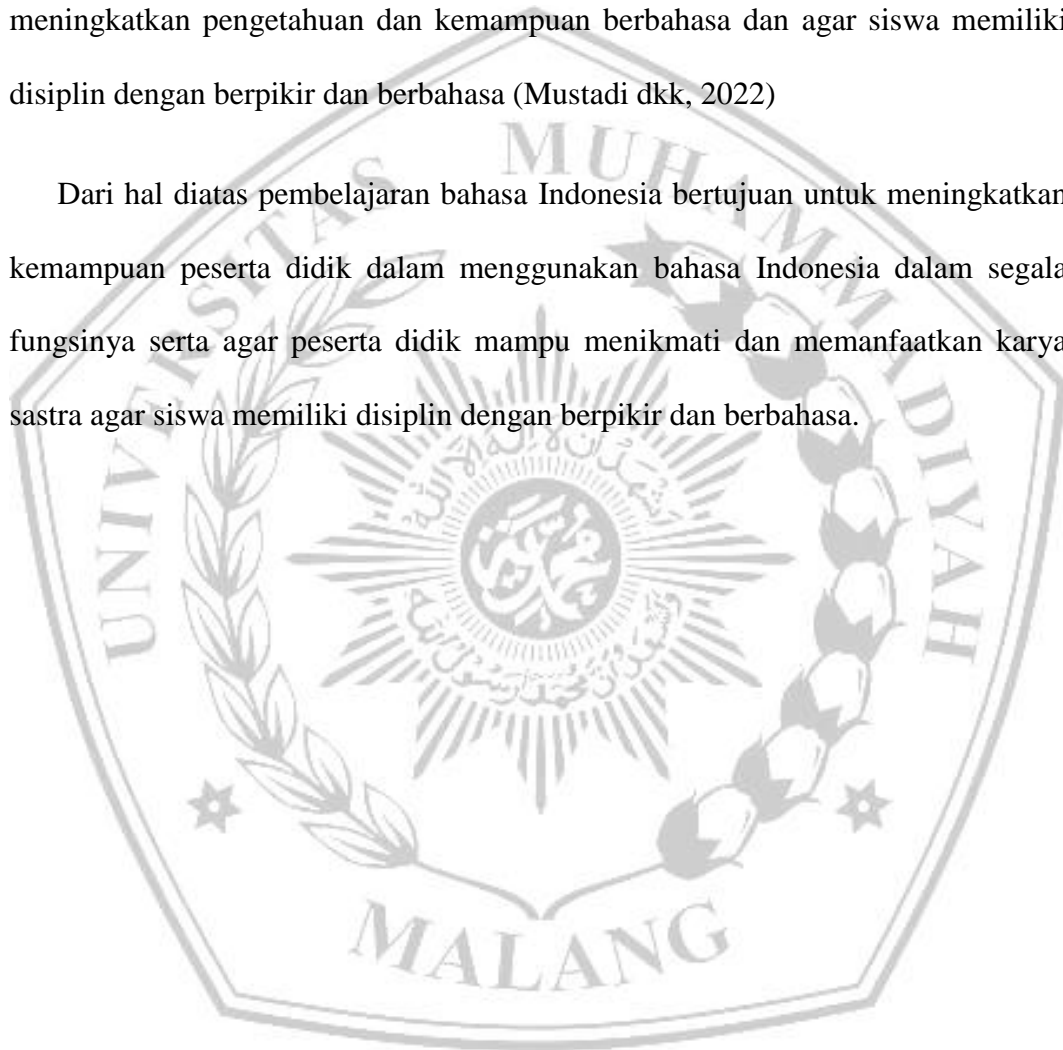 meningkatkan pengetahuan dan kemampuan berbahasa dan agar siswa memiliki
disiplin dengan berpikir dan berbahasa (Mustadi dkk, 2022)
Dari hal diatas pembelajaran bahasa Indonesia bertujuan untuk meningkatkan
kemampuan peserta didik dalam menggunakan bahasa Indonesia dalam segala
fungsinya serta agar peserta didik mampu menikmati dan memanfaatkan karya
sastra agar siswa memiliki disiplin dengan berpikir dan berbahasa.
UNIVERSITAS MUHAMMADIYAH
MALANG